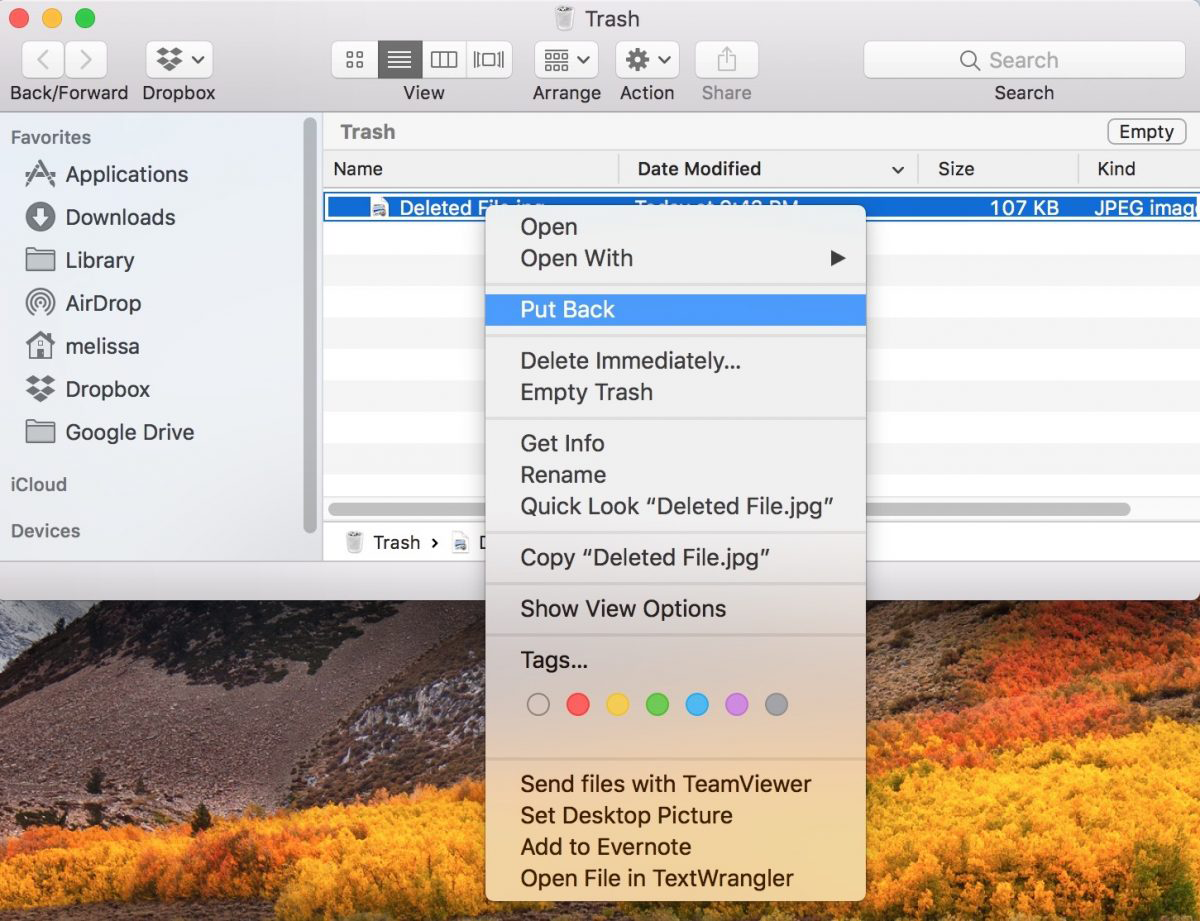 Trash
Back/Forward Dropbox View Arrange Action Share Search
Search
Favorites
Applications
Downloads
Library
AirDrop
melissa
Dropbox
Google Drive
iCloud
Devices
Trash Empty
Name Date Modified Size Kind
Deleted 107 KB JPEG imag
Open
Open With
Put Back
Delete Immediately...
Empty Trash
Get Info
Rename
Quick Look “Deleted File.jpg”
Copy “Deleted File.jpg”
Show View Options
Tags...
Send files with TeamViewer
Set Desktop Picture
Add to Evernote
Open File in TextWrangler
Trash